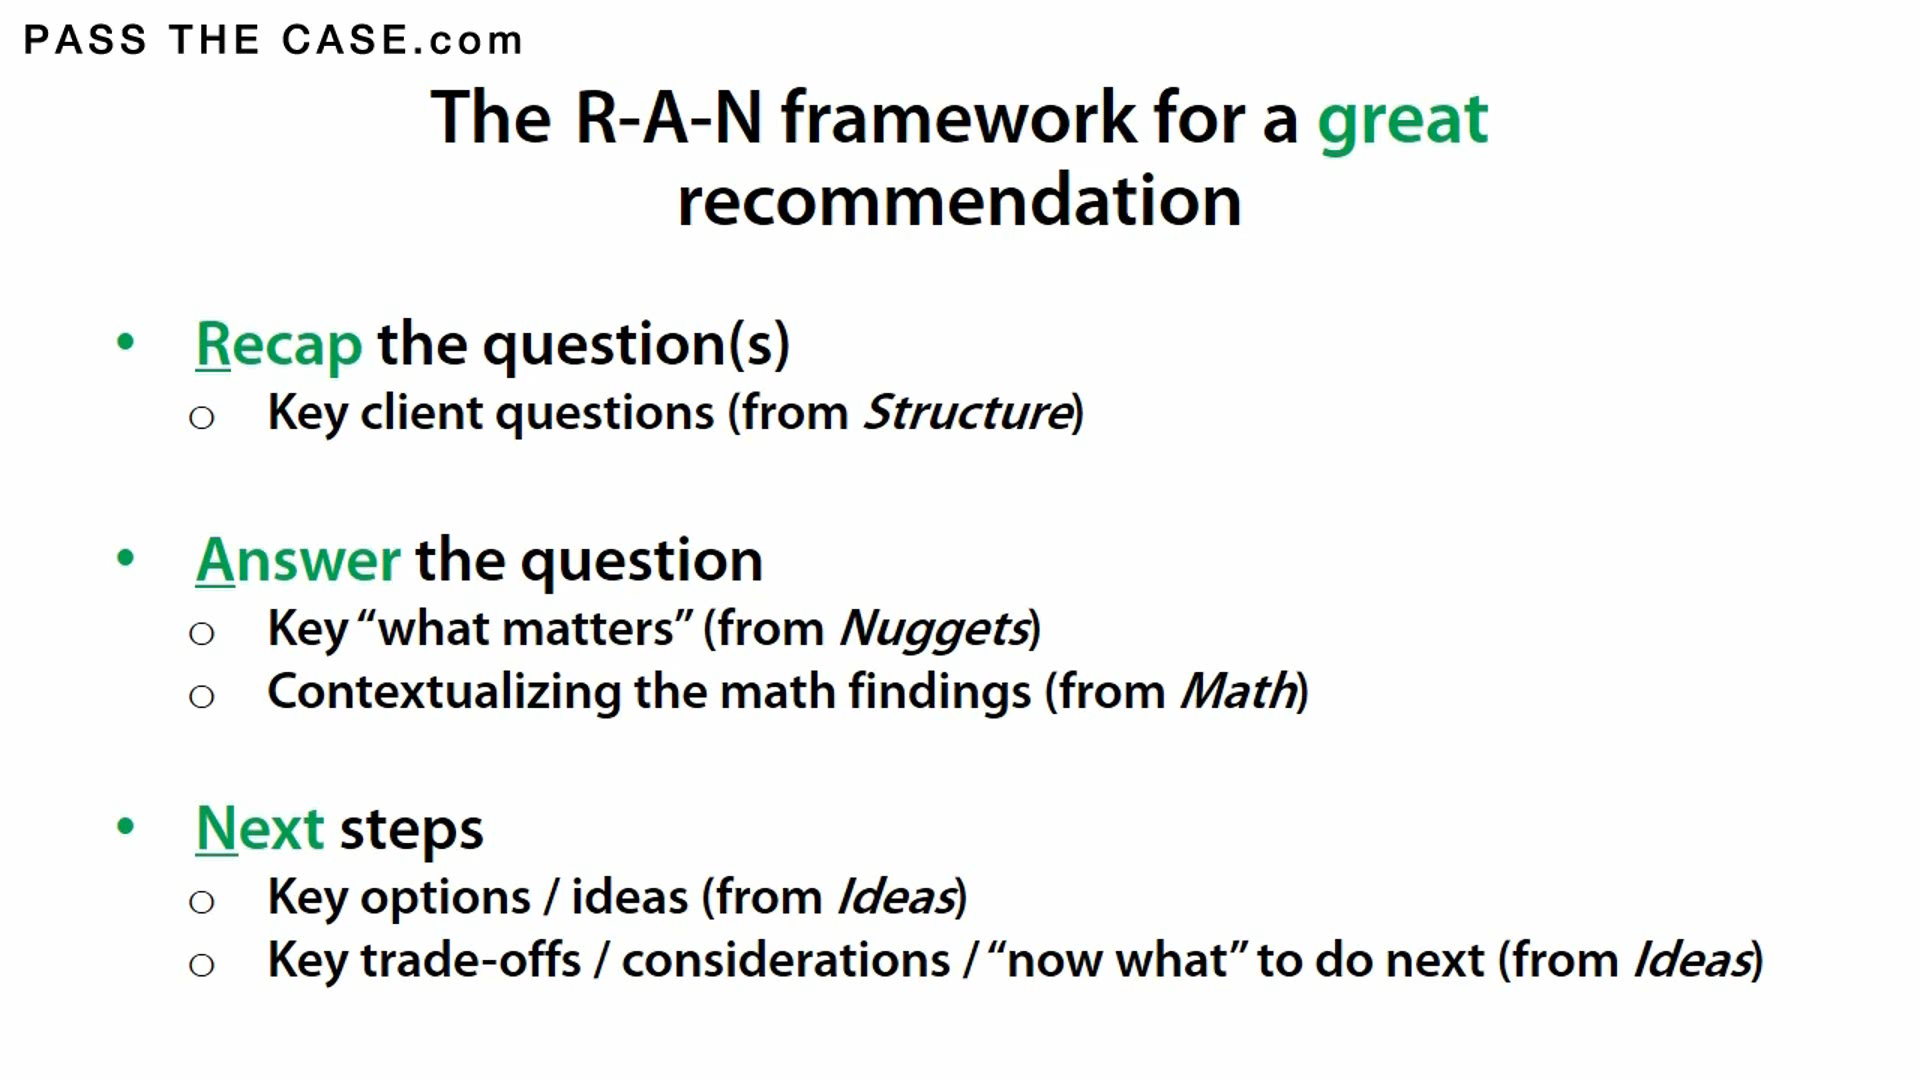 PASS THE CASE.com
The R-A-N framework for a great
recommendation
• Recap the question(s)
o Key client questions (from Structure)
• Answer the question
o Key “what matters” (from Nuggets)
o Contextualizing the math findings (from Math)
• Next steps
o Key options / ideas (from Ideas)
o Key trade-offs / considerations / “now what” to do next (from Ideas)